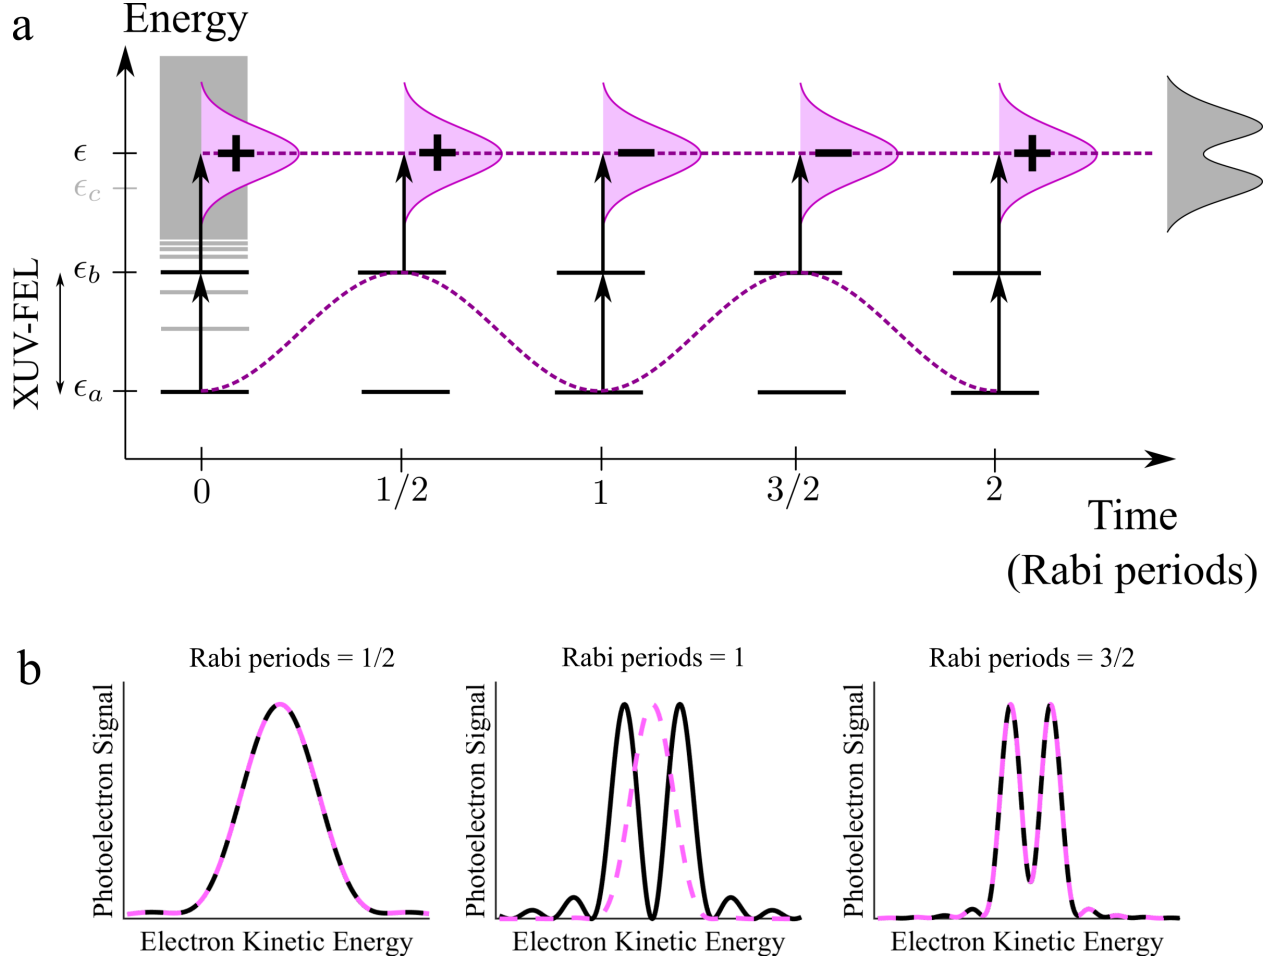 a
Energy
+ + − − +
ϵ
ϵc
ϵb
XUV-FEL
ϵa
0 1/2 1 3/2 2
Time
(Rabi periods)
b
Rabi periods = 1/2
Photoelectron Signal
Electron Kinetic Energy
Rabi periods = 1
Photoelectron Signal
Electron Kinetic Energy
Rabi periods = 3/2
Photoelectron Signal
Electron Kinetic Energy